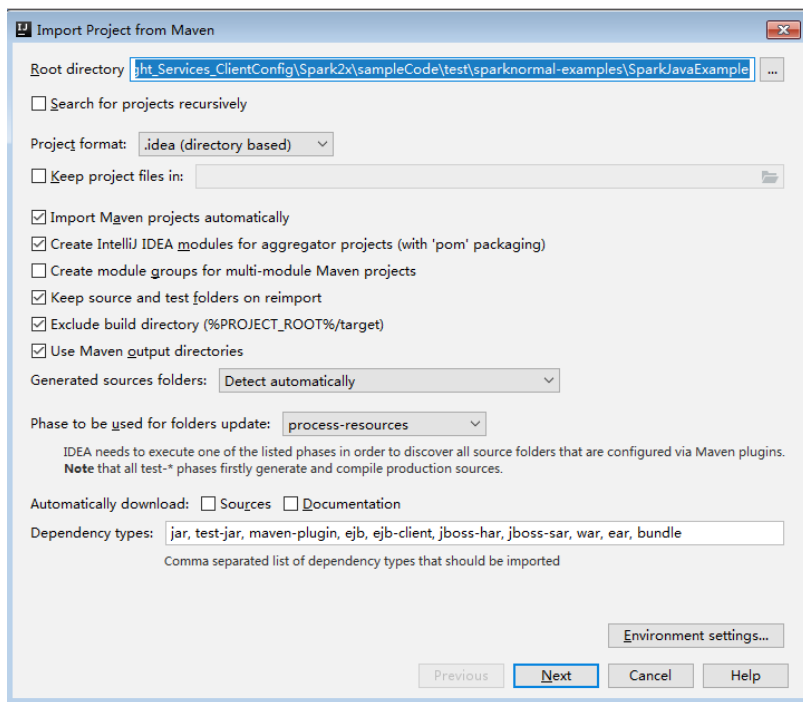 Import Project from Maven
Root directory ght_Services_ClientConfig\Spark2x\sampleCode\test\sparknormal-examples\SparkJavaExample ...
Search for projects recursively
Project format: .idea (directory based)
Keep project files in:
Import Maven projects automatically
Create IntelliJ IDEA modules for aggregator projects (with 'pom' packaging)
Create module groups for multi-module Maven projects
Keep source and test folders on reimport
Exclude build directory (%PROJECT_ROOT%/target)
Use Maven output directories
Generated sources folders: Detect automatically
Phase to be used for folders update: process-resources
IDEA needs to execute one of the listed phases in order to discover all source folders that are configured via Maven plugins.
Note that all test-* phases firstly generate and compile production sources.
Automatically download: Sources Documentation
Dependency types: jar, test-jar, maven-plugin, ejb, ejb-client, jboss-har, jboss-sar, war, ear, bundle
Comma separated list of dependency types that should be imported
Environment settings...
Previous Next Cancel Help